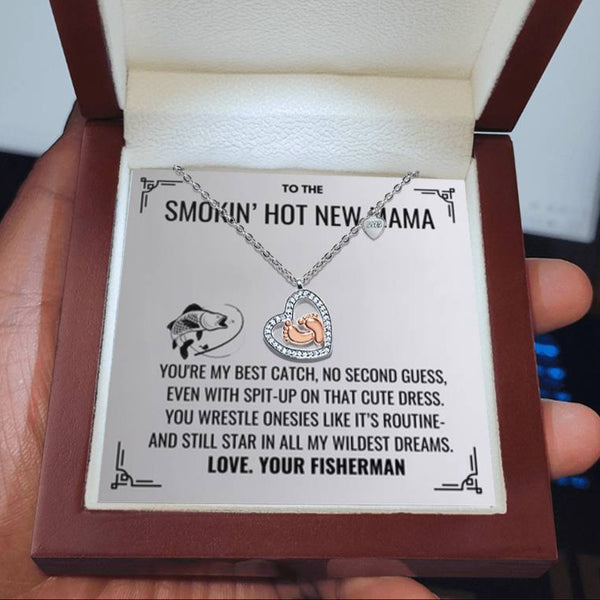 TO THE
SMOKIN' HOT NEW MAMA
YOU'RE MY BEST CATCH, NO SECOND GUESS,
EVEN WITH SPIT-UP ON THAT CUTE DRESS.
YOU WRESTLE ONESIES LIKE IT'S ROUTINE-
AND STILL STAR IN ALL MY WILDEST DREAMS.
LOVE. YOUR FISHERMAN